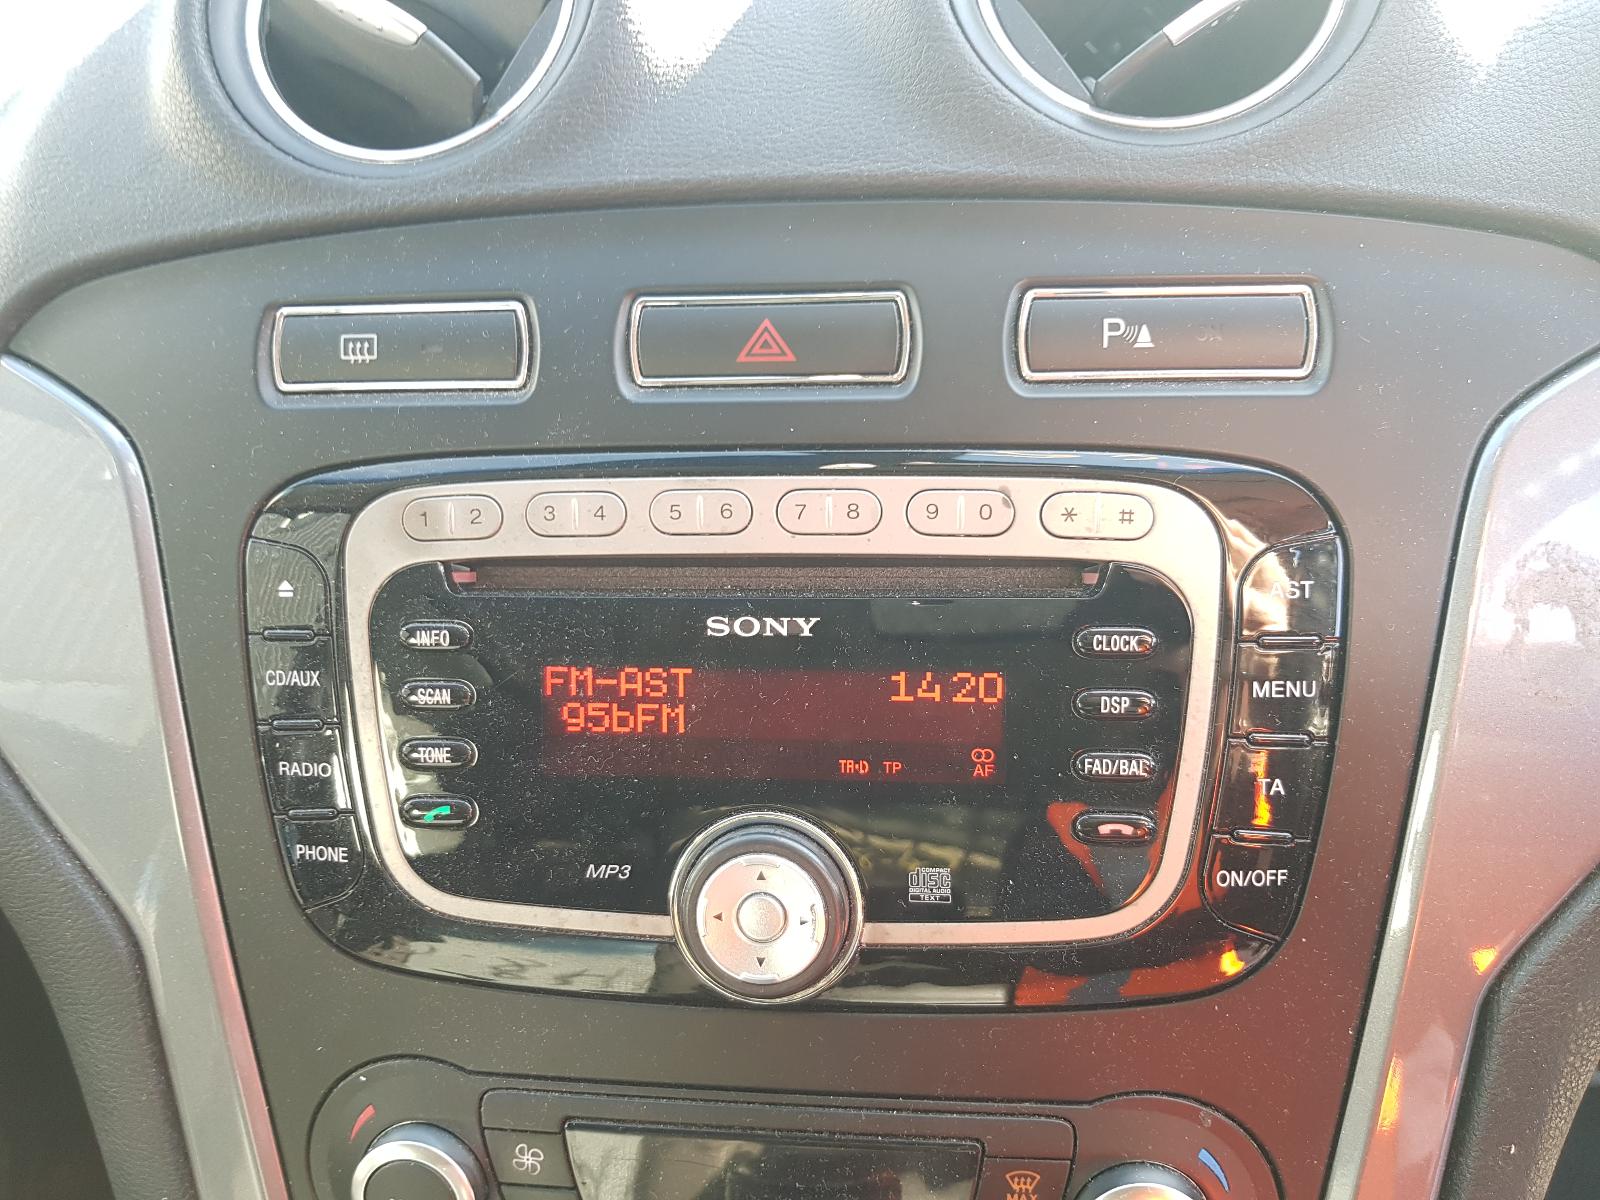 P
1 2 3 4 5 6 7 8 9 0 * #
SONY
INFO
CLOCK
AST
CD/AUX
SCAN
FM-AST 14 20
95bFM
DSP
MENU
RADIO
TONE
TA•D TP AF
FAD/BAL
TA
PHONE
MP3
COMPACT
disc
DIGITAL AUDIO
TEXT
ON/OFF
MAX